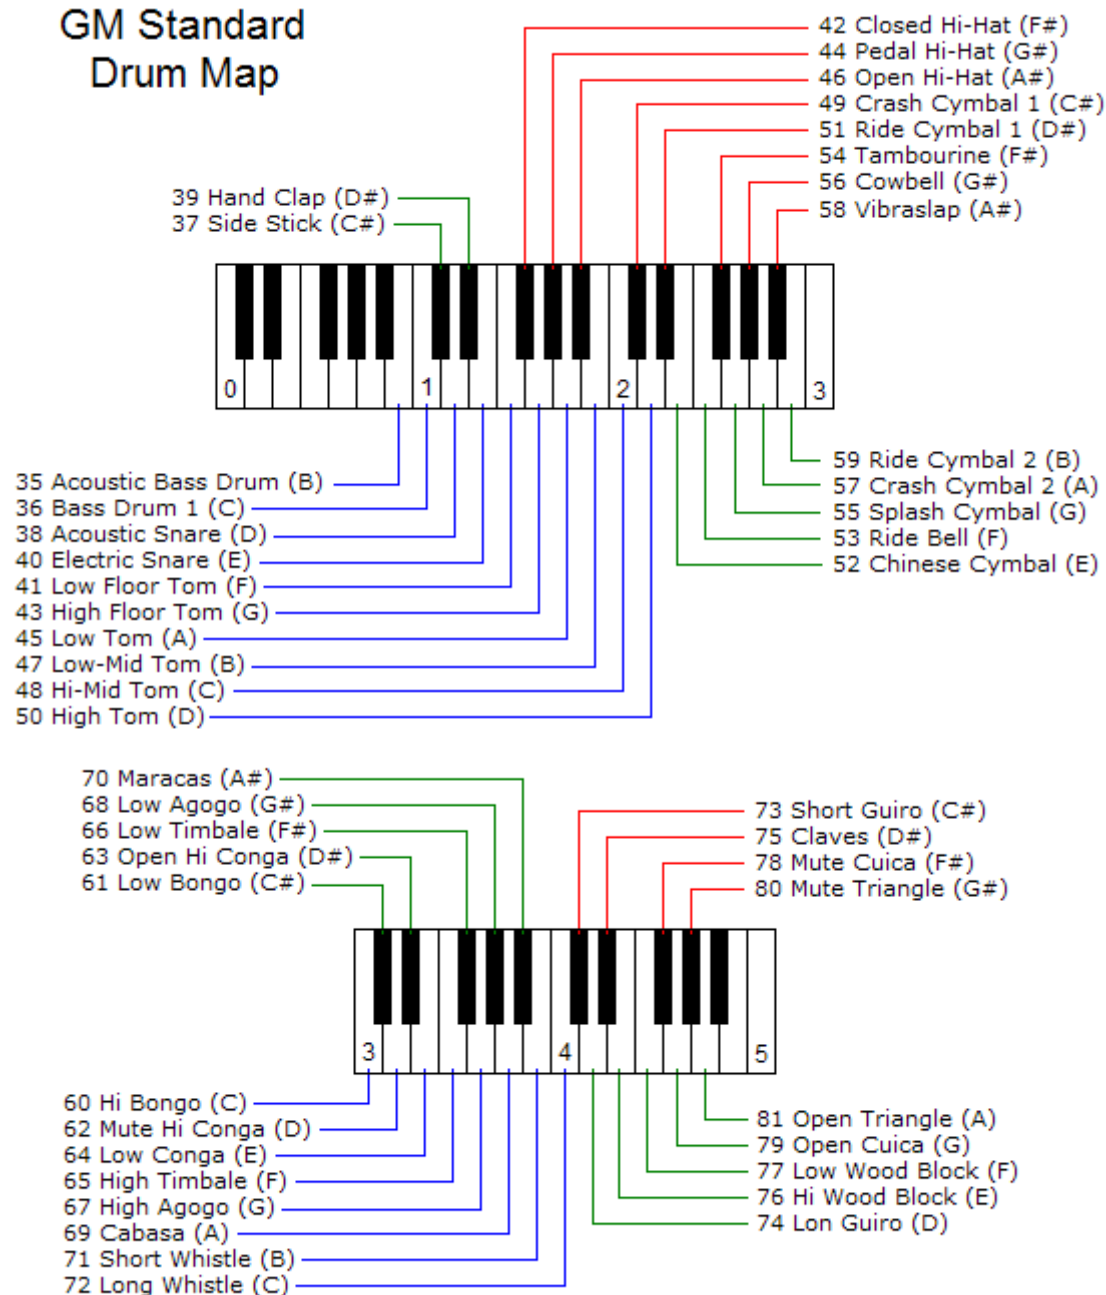 GM Standard
Drum Map
42 Closed Hi-Hat (F#)
44 Pedal Hi-Hat (G#)
46 Open Hi-Hat (A#)
49 Crash Cymbal 1 (C#)
51 Ride Cymbal 1 (D#)
54 Tambourine (F#)
56 Cowbell (G#)
58 Vibraslap (A#)
39 Hand Clap (D#)
37 Side Stick (C#)
0
1
2
3
35 Acoustic Bass Drum (B)
36 Bass Drum 1 (C)
38 Acoustic Snare (D)
40 Electric Snare (E)
41 Low Floor Tom (F)
43 High Floor Tom (G)
45 Low Tom (A)
47 Low-Mid Tom (B)
48 Hi-Mid Tom (C)
50 High Tom (D)
59 Ride Cymbal 2 (B)
57 Crash Cymbal 2 (A)
55 Splash Cymbal (G)
53 Ride Bell (F)
52 Chinese Cymbal (E)
70 Maracas (A#)
68 Low Agogo (G#)
66 Low Timbale (F#)
63 Open Hi Conga (D#)
61 Low Bongo (C#)
73 Short Guiro (C#)
75 Claves (D#)
78 Mute Cuica (F#)
80 Mute Triangle (G#)
3
4
5
60 Hi Bongo (C)
62 Mute Hi Conga (D)
64 Low Conga (E)
65 High Timbale (F)
67 High Agogo (G)
69 Cabasa (A)
71 Short Whistle (B)
72 Long Whistle (C)
81 Open Triangle (A)
79 Open Cuica (G)
77 Low Wood Block (F)
76 Hi Wood Block (E)
74 Lon Guiro (D)